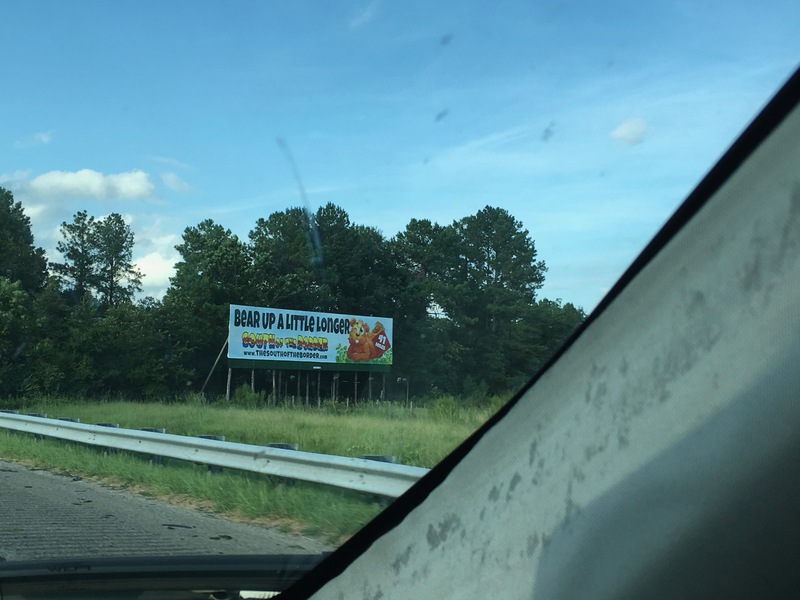 BEAR UP A LITTLE LONGER
SOUTH OF THE BORDER
www.THESOUTHOFTHEBORDER.com